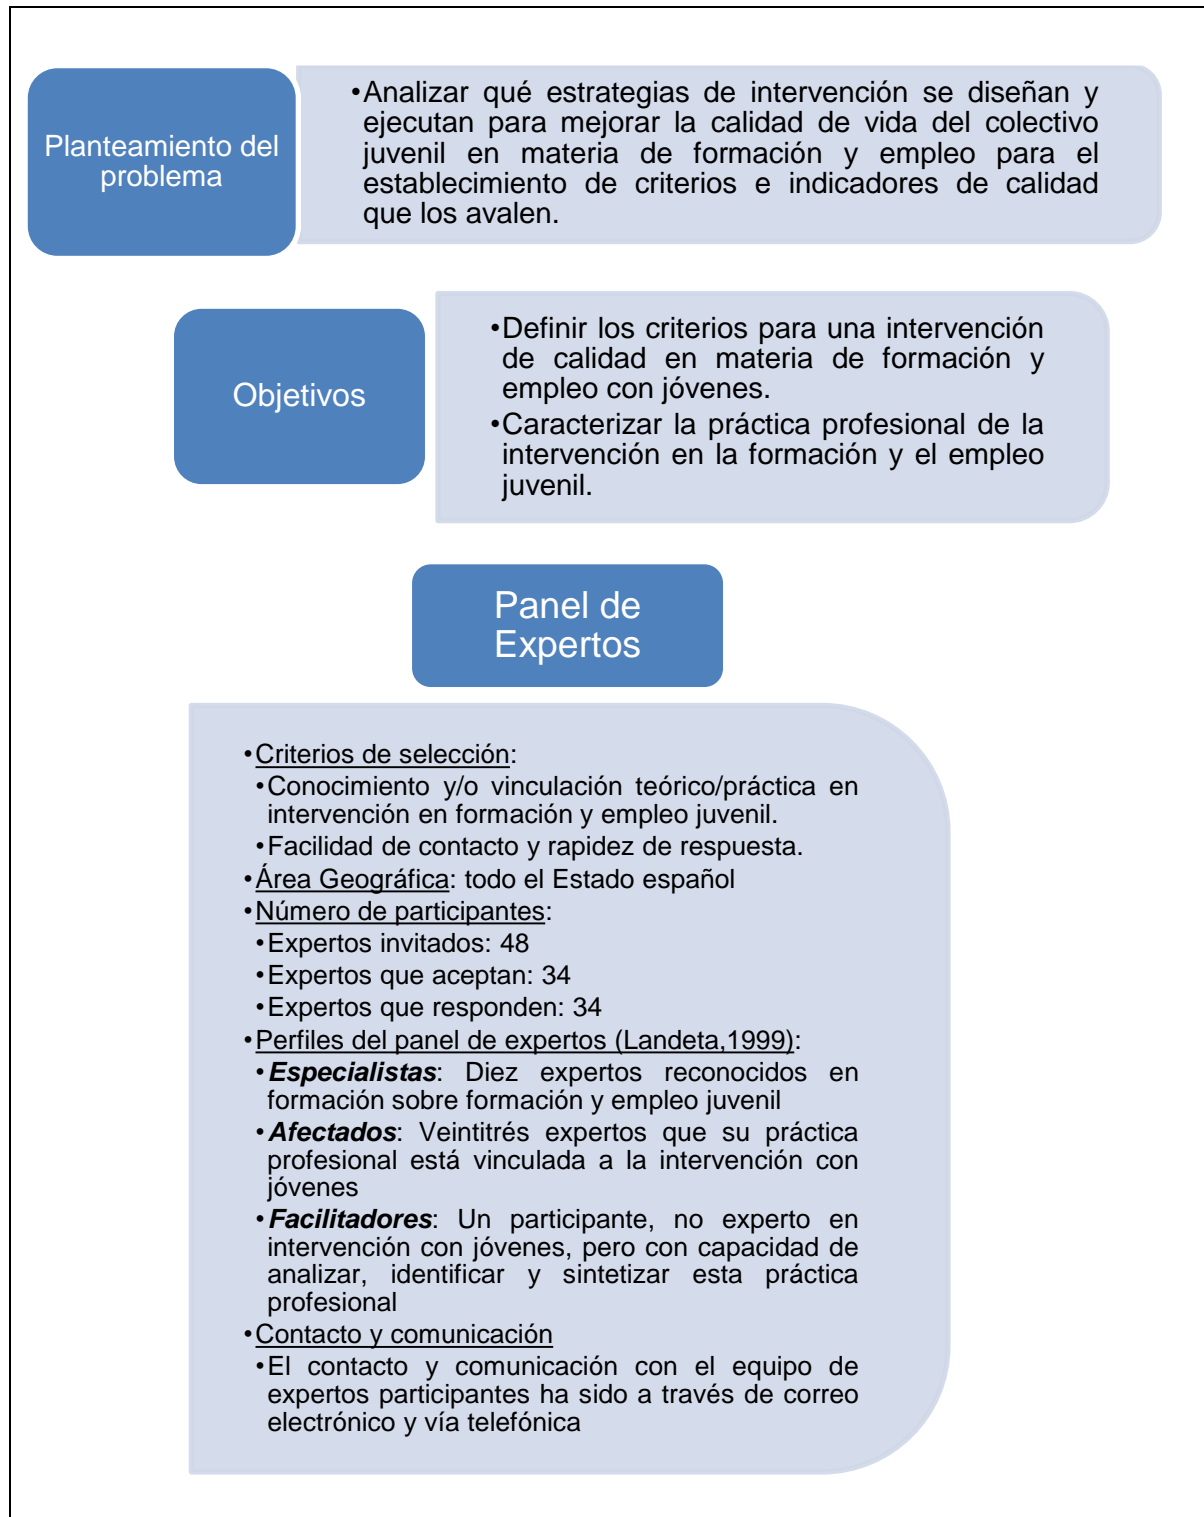 Planteamiento del
problema
•Analizar qué estrategias de intervención se diseñan y
ejecutan para mejorar la calidad de vida del colectivo
juvenil en materia de formación y empleo para el
establecimiento de criterios e indicadores de calidad
que los avalen.
Objetivos
•Definir los criterios para una intervención
de calidad en materia de formación y
empleo con jóvenes.
•Caracterizar la práctica profesional de la
intervención en la formación y el empleo
juvenil.
Panel de
Expertos
•Criterios de selección:
•Conocimiento y/o vinculación teórico/práctica en
intervención en formación y empleo juvenil.
•Facilidad de contacto y rapidez de respuesta.
•Área Geográfica: todo el Estado español
•Número de participantes:
•Expertos invitados: 48
•Expertos que aceptan: 34
•Expertos que responden: 34
•Perfiles del panel de expertos (Landeta,1999):
•Especialistas: Diez expertos reconocidos en
formación sobre formación y empleo juvenil
•Afectados: Veintitrés expertos que su práctica
profesional está vinculada a la intervención con
jóvenes
•Facilitadores: Un participante, no experto en
intervención con jóvenes, pero con capacidad de
analizar, identificar y sintetizar esta práctica
profesional
•Contacto y comunicación
•El contacto y comunicación con el equipo de
expertos participantes ha sido a través de correo
electrónico y vía telefónica